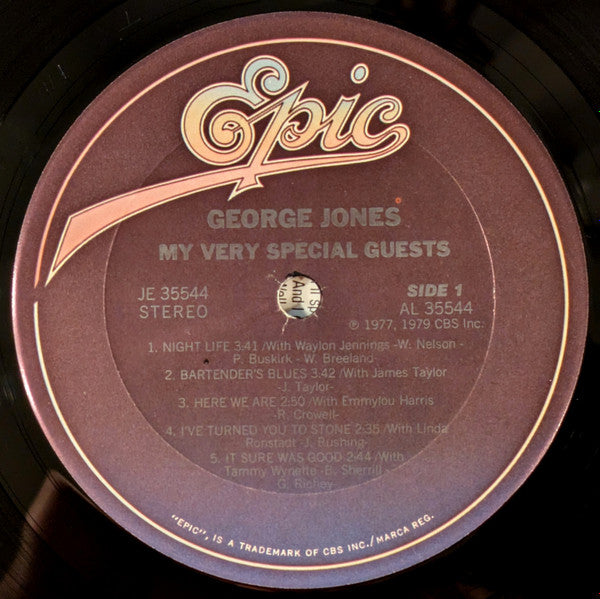 Epic
GEORGE JONES
MY VERY SPECIAL GUESTS
JE 35544
STEREO
SIDE 1
AL 35544
℗ 1977, 1979 CBS Inc.
And I
1. NIGHT LIFE 3:41 /With Waylon Jennings -W. Nelson -
P. Buskirk - W. Breeland-
2. BARTENDER'S BLUES 3:42 /With James Taylor
-J. Taylor-
3. HERE WE ARE 2:50 /With Emmylou Harris
-R. Crowell-
4. I'VE TURNED YOU TO STONE 2:35 /With Linda
Ronstadt -J. Rushing-
5. IT SURE WAS GOOD 2:44 /With
Tammy Wynette -B. Sherrill -
G. Richey-
"EPIC", IS A TRADEMARK OF CBS INC./MARCA REG.